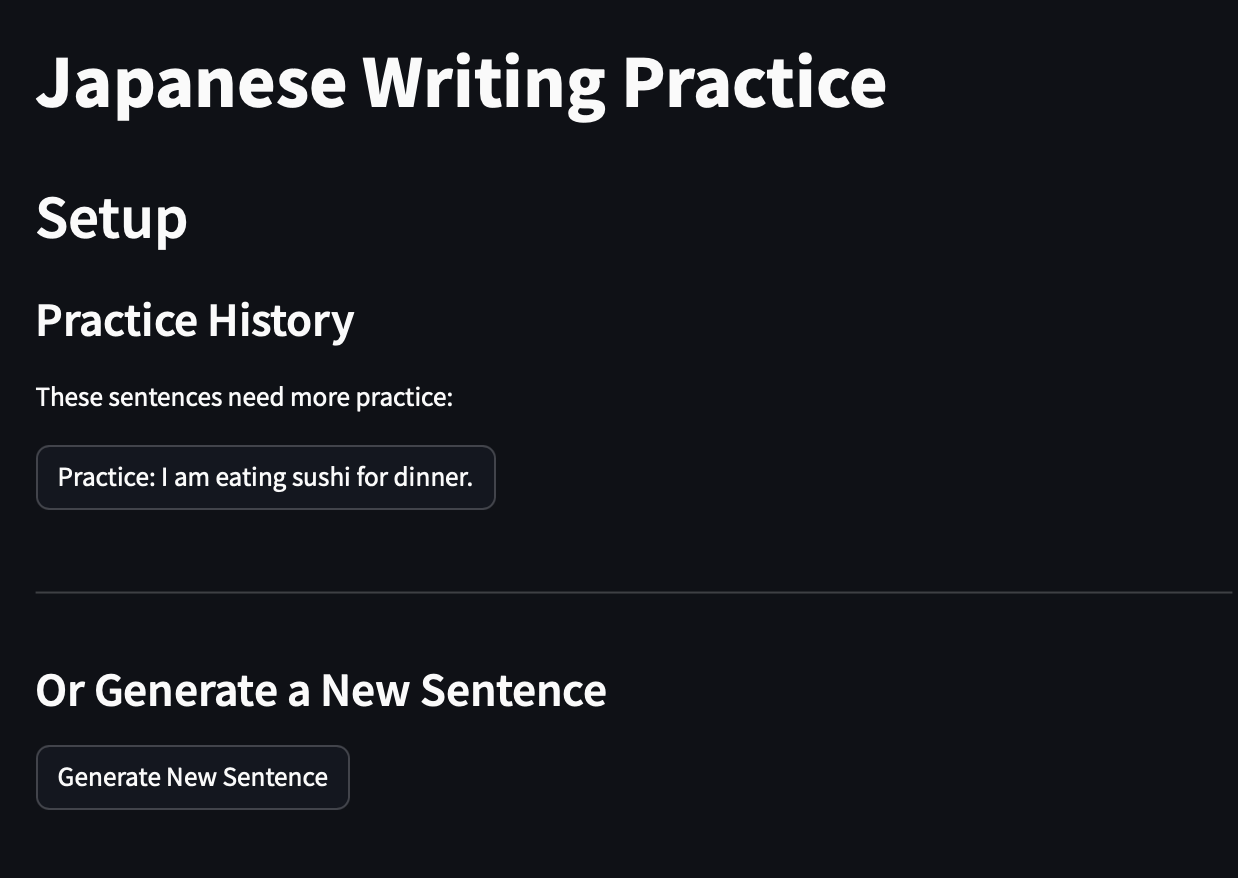 Japanese Writing Practice
Setup
Practice History
These sentences need more practice:
Practice: I am eating sushi for dinner.
Or Generate a New Sentence
Generate New Sentence